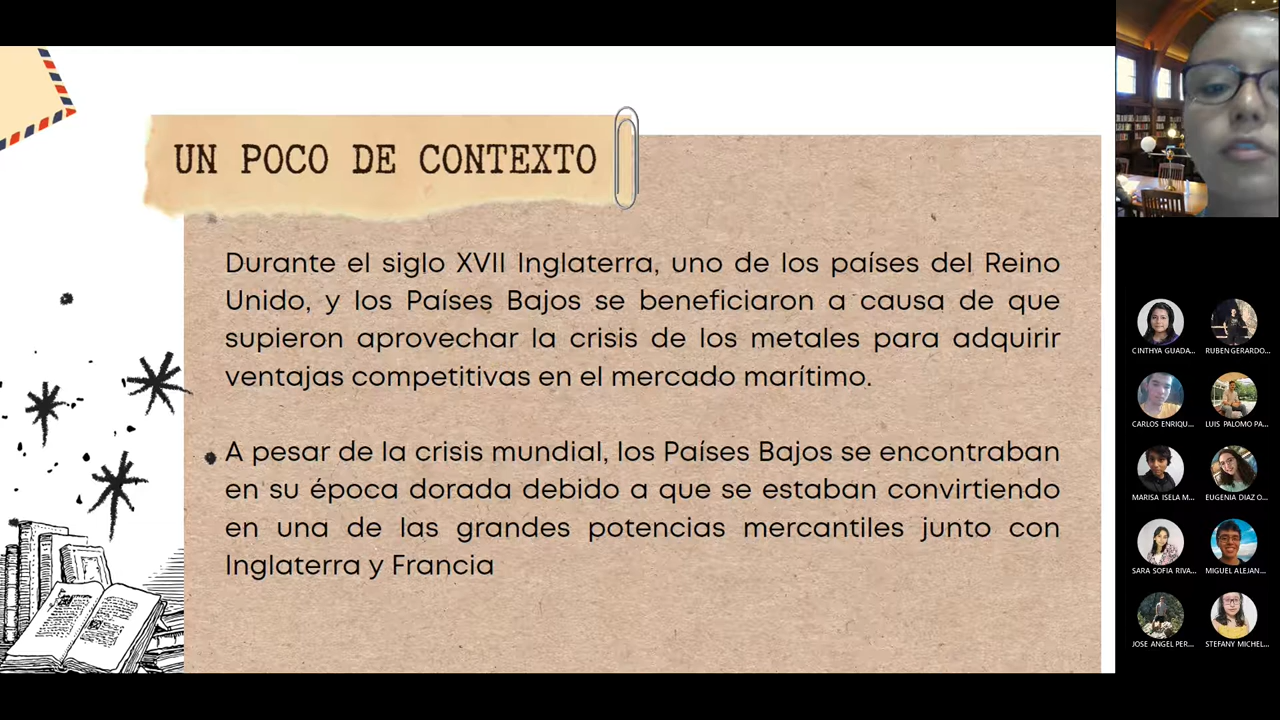 UN POCO DE CONTEXTO
Durante el siglo XVII Inglaterra, uno de los países del Reino
Unido, y los Países Bajos se beneficiaron a causa de que
supieron aprovechar la crisis de los metales para adquirir
ventajas competitivas en el mercado marítimo.
A pesar de la crisis mundial, los Países Bajos se encontraban
en su época dorada debido a que se estaban convirtiendo
en una de las grandes potencias mercantiles junto con
Inglaterra y Francia
CINTHYA GUADA...
RUBEN GERARDO...
CARLOS ENRIQU...
LUIS PALOMO PA...
MARISA ISELA M...
EUGENIA DIAZ O...
SARA SOFIA RIVA...
MIGUEL ALEJAN...
JOSE ANGEL PER...
STEFANY MICHEL...